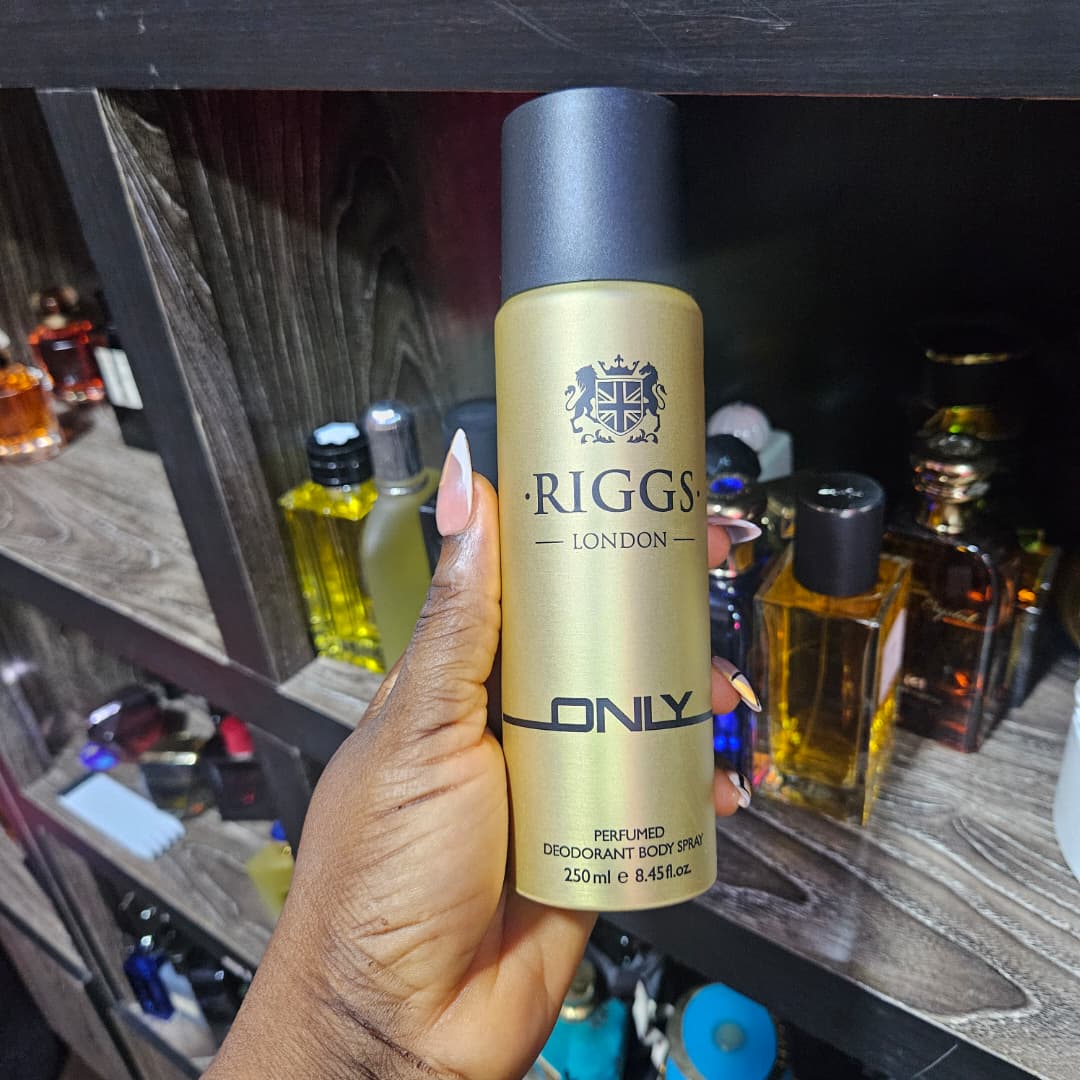 ·RIGGS·
— LONDON —
ONLY
PERFUMED
DEODORANT BODY SPRAY
250ml e 8.45fl.oz.